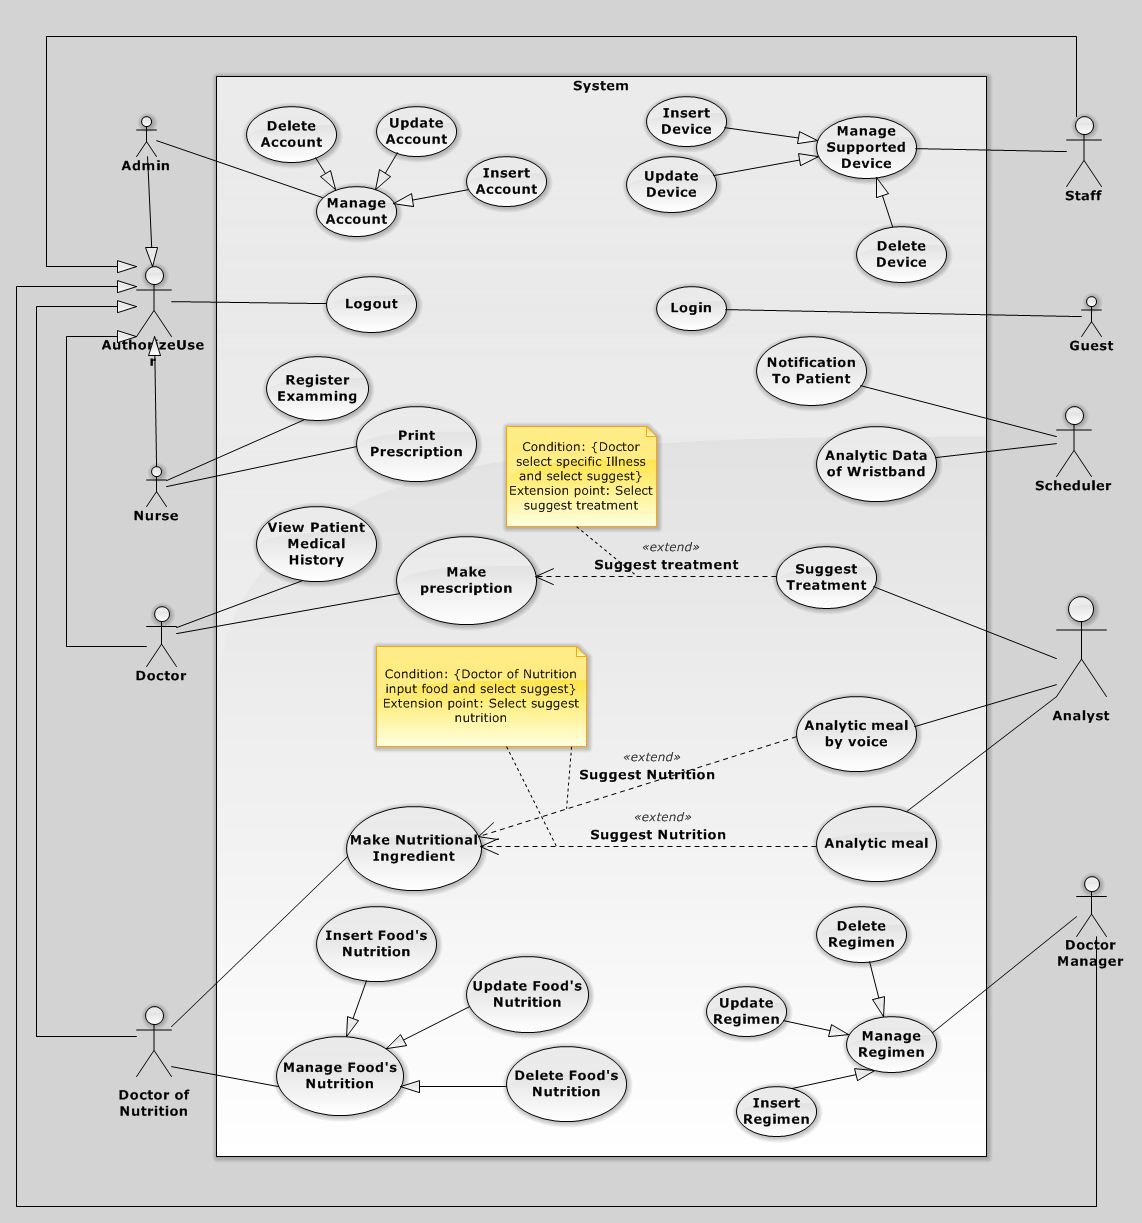 System
Delete
Account
Update
Account
Insert
Account
Manage
Account
Insert
Device
Update
Device
Manage
Supported
Device
Delete
Device
Admin
Staff
AuthorizeUse
r
Logout
Login
Guest
Register
Examming
Print
Prescription
Nurse
Notification
To Patient
Analytic Data
of Wristband
Scheduler
Condition: {Doctor
select specific Illness
and select suggest}
Extension point: Select
suggest treatment
View Patient
Medical
History
Make
prescription
«extend»
Suggest treatment
Suggest
Treatment
Doctor
Analyst
Condition: {Doctor of Nutrition
input food and select suggest}
Extension point: Select suggest
nutrition
Analytic meal
by voice
«extend»
Suggest Nutrition
«extend»
Suggest Nutrition
Make Nutritional
Ingredient
Analytic meal
Insert Food's
Nutrition
Update Food's
Nutrition
Manage Food's
Nutrition
Delete Food's
Nutrition
Doctor of
Nutrition
Delete
Regimen
Update
Regimen
Manage
Regimen
Insert
Regimen
Doctor
Manager